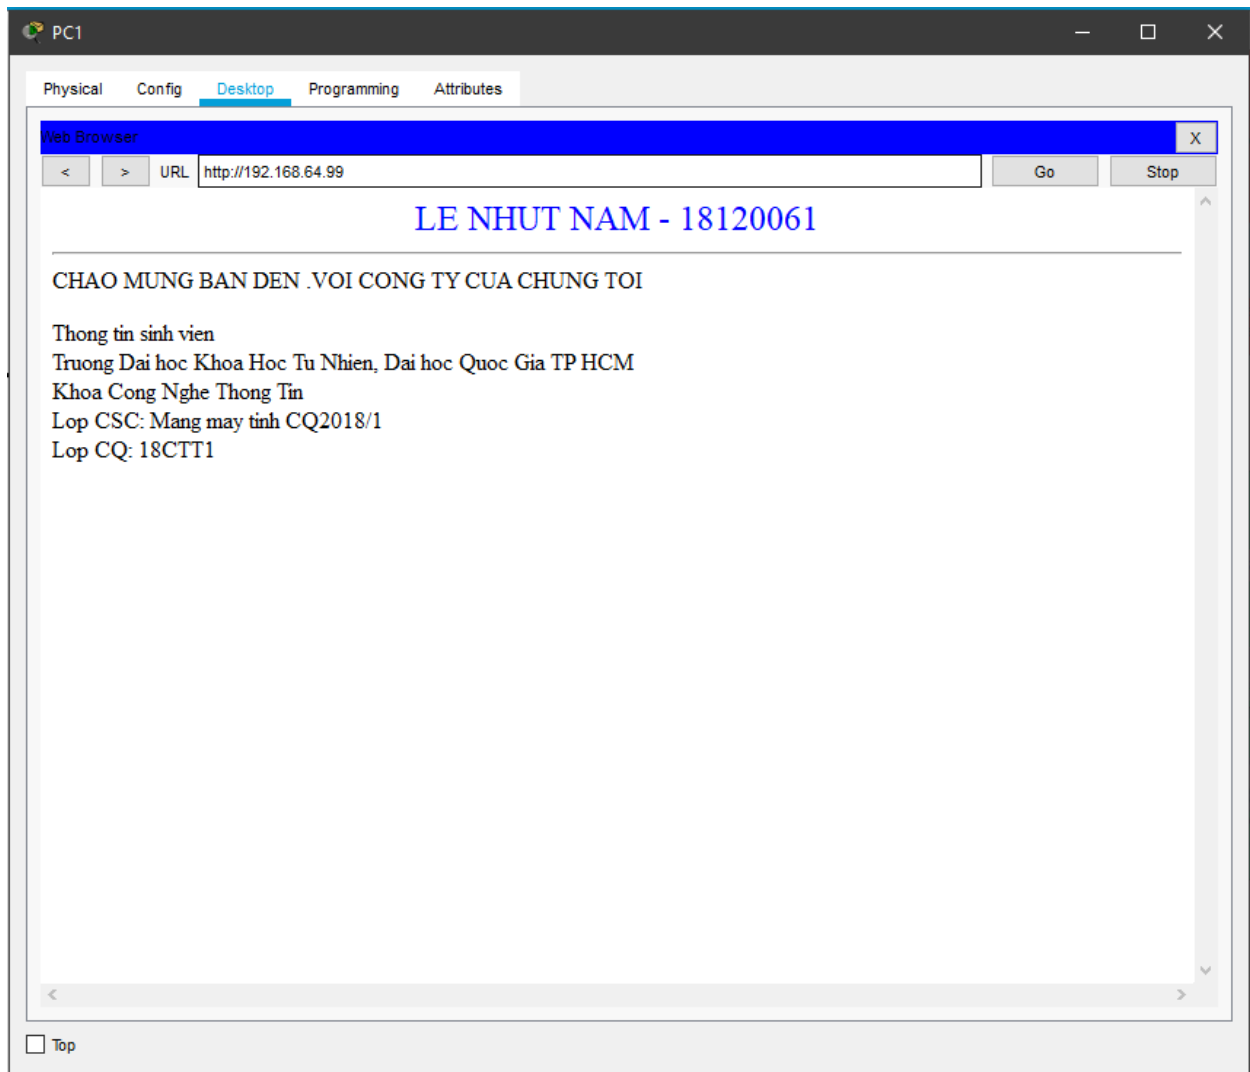 PC1
Physical Config Desktop Programming Attributes
Web Browser X
< > URL http://192.168.64.99 Go Stop
LE NHUT NAM - 18120061
CHAO MUNG BAN DEN .VOI CONG TY CUA CHUNG TOI
Thong tin sinh vien
Truong Dai hoc Khoa Hoc Tu Nhien, Dai hoc Quoc Gia TP HCM
Khoa Cong Nghe Thong Tin
Lop CSC: Mang may tinh CQ2018/1
Lop CQ: 18CTT1
Top